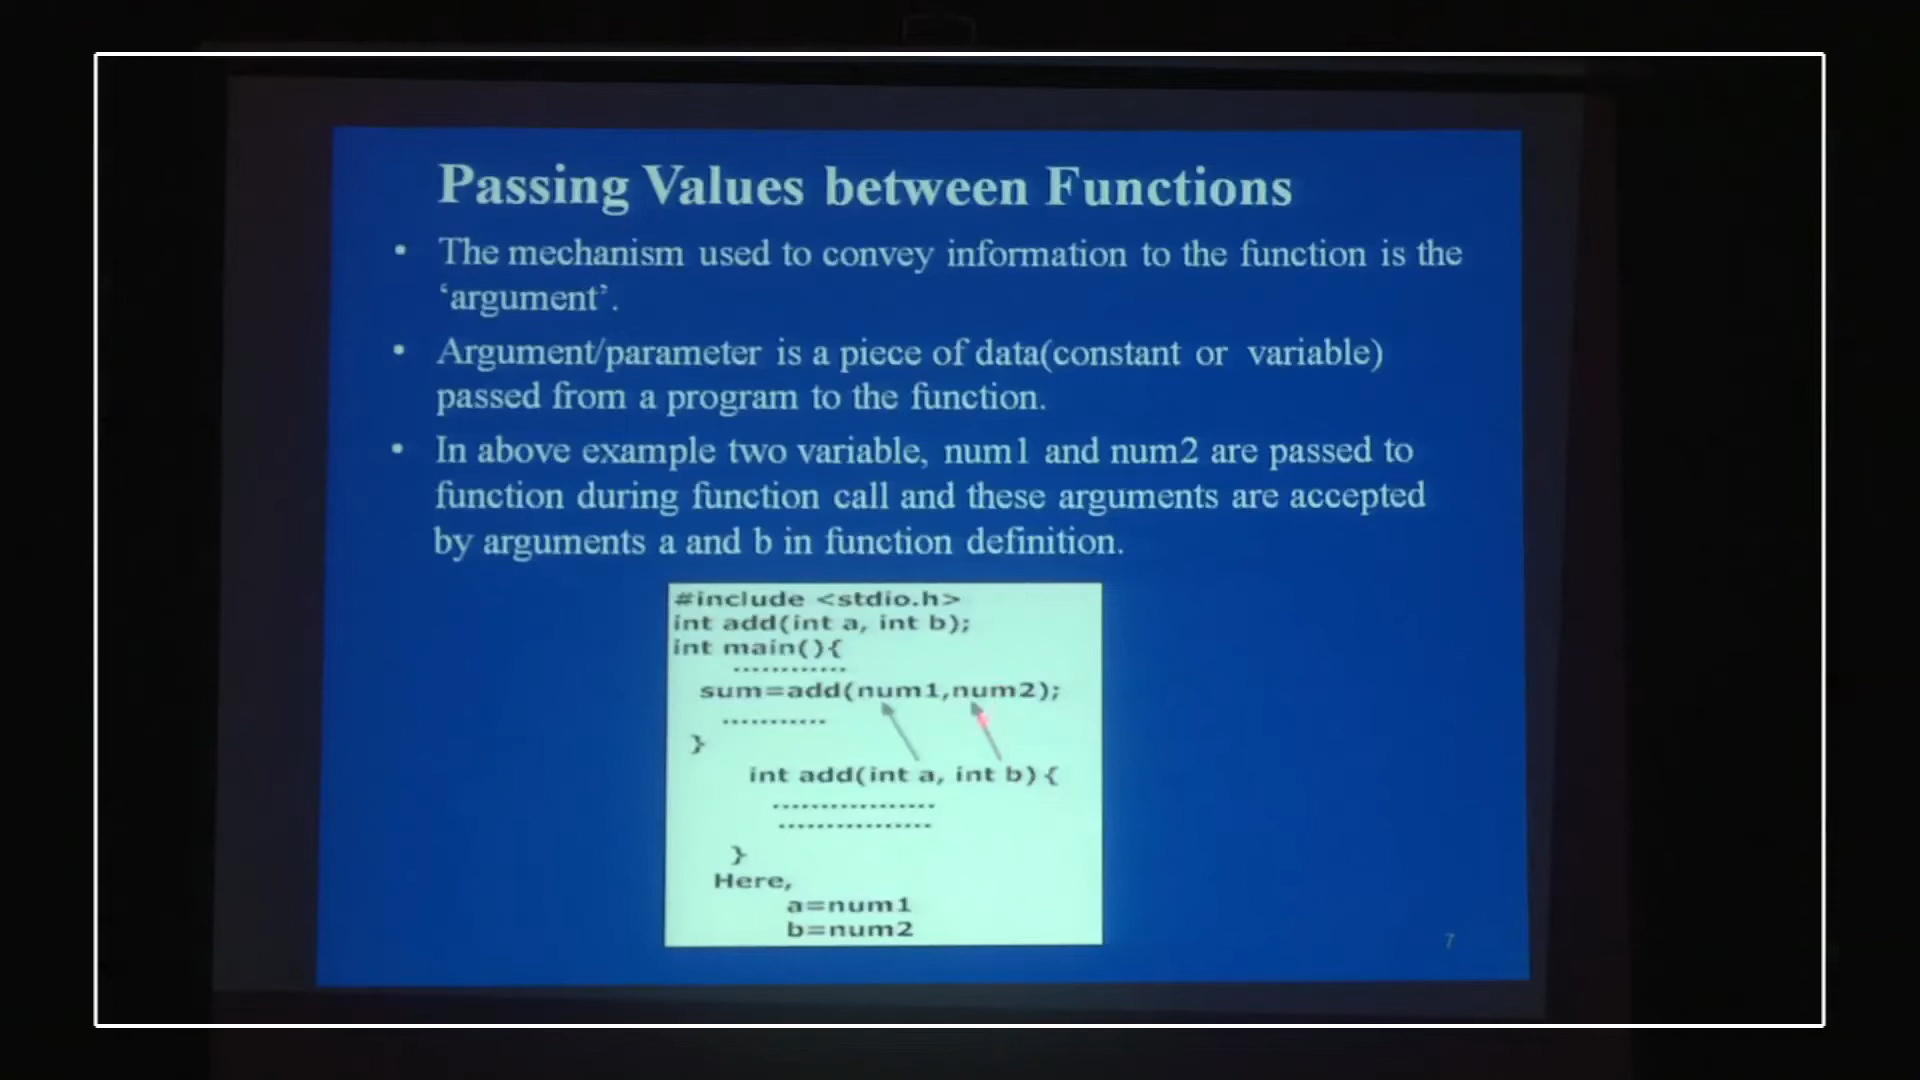 Passing Values between Functions
• The mechanism used to convey information to the function is the
‘argument’.
• Argument/parameter is a piece of data(constant or variable)
passed from a program to the function.
• In above example two variable, num1 and num2 are passed to
function during function call and these arguments are accepted
by arguments a and b in function definition.
#include <stdio.h>
int add(int a, int b);
int main(){
............
sum=add(num1,num2);
...........
}
int add(int a, int b){
.................
................
}
Here,
a=num1
b=num2
7